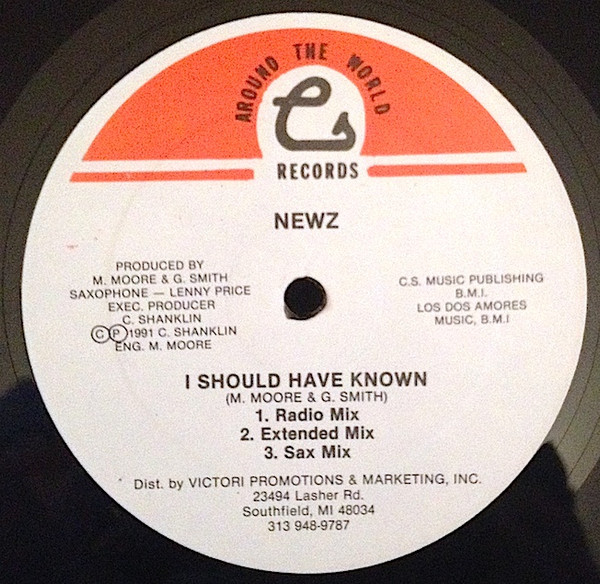 AROUND THE WORLD
Cs
RECORDS
NEWZ
PRODUCED BY
M. MOORE & G. SMITH
SAXOPHONE — LENNY PRICE
EXEC. PRODUCER
C. SHANKLIN
Ⓒ Ⓟ 1991 C. SHANKLIN
ENG. M. MOORE
C.S. MUSIC PUBLISHING
B.M.I.
LOS DOS AMORES
MUSIC, B.M.I
I SHOULD HAVE KNOWN
(M. MOORE & G. SMITH)
1. Radio Mix
2. Extended Mix
3. Sax Mix
Dist. by VICTORI PROMOTIONS & MARKETING, INC.
23494 Lasher Rd.
Southfield, MI 48034
313 948-9787